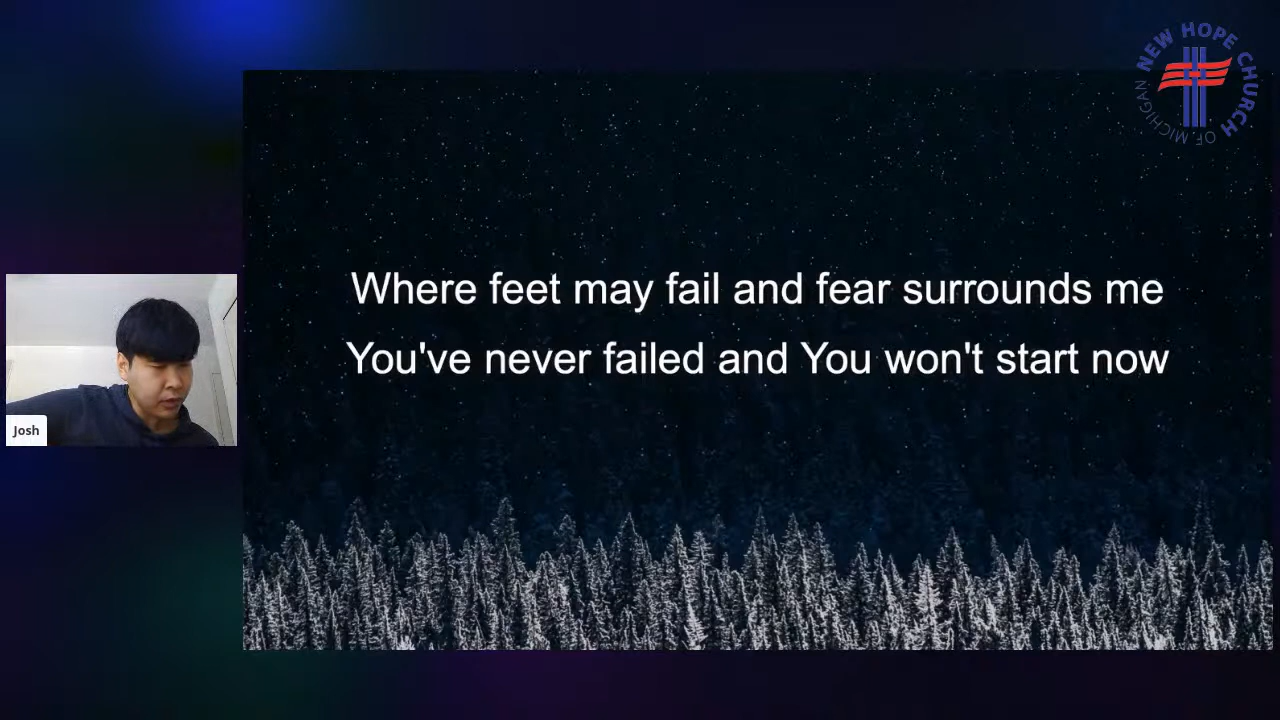 NEW HOPE CHURCH
OF MICHIGAN
Where feet may fail and fear surrounds me
You've never failed and You won't start now
Josh